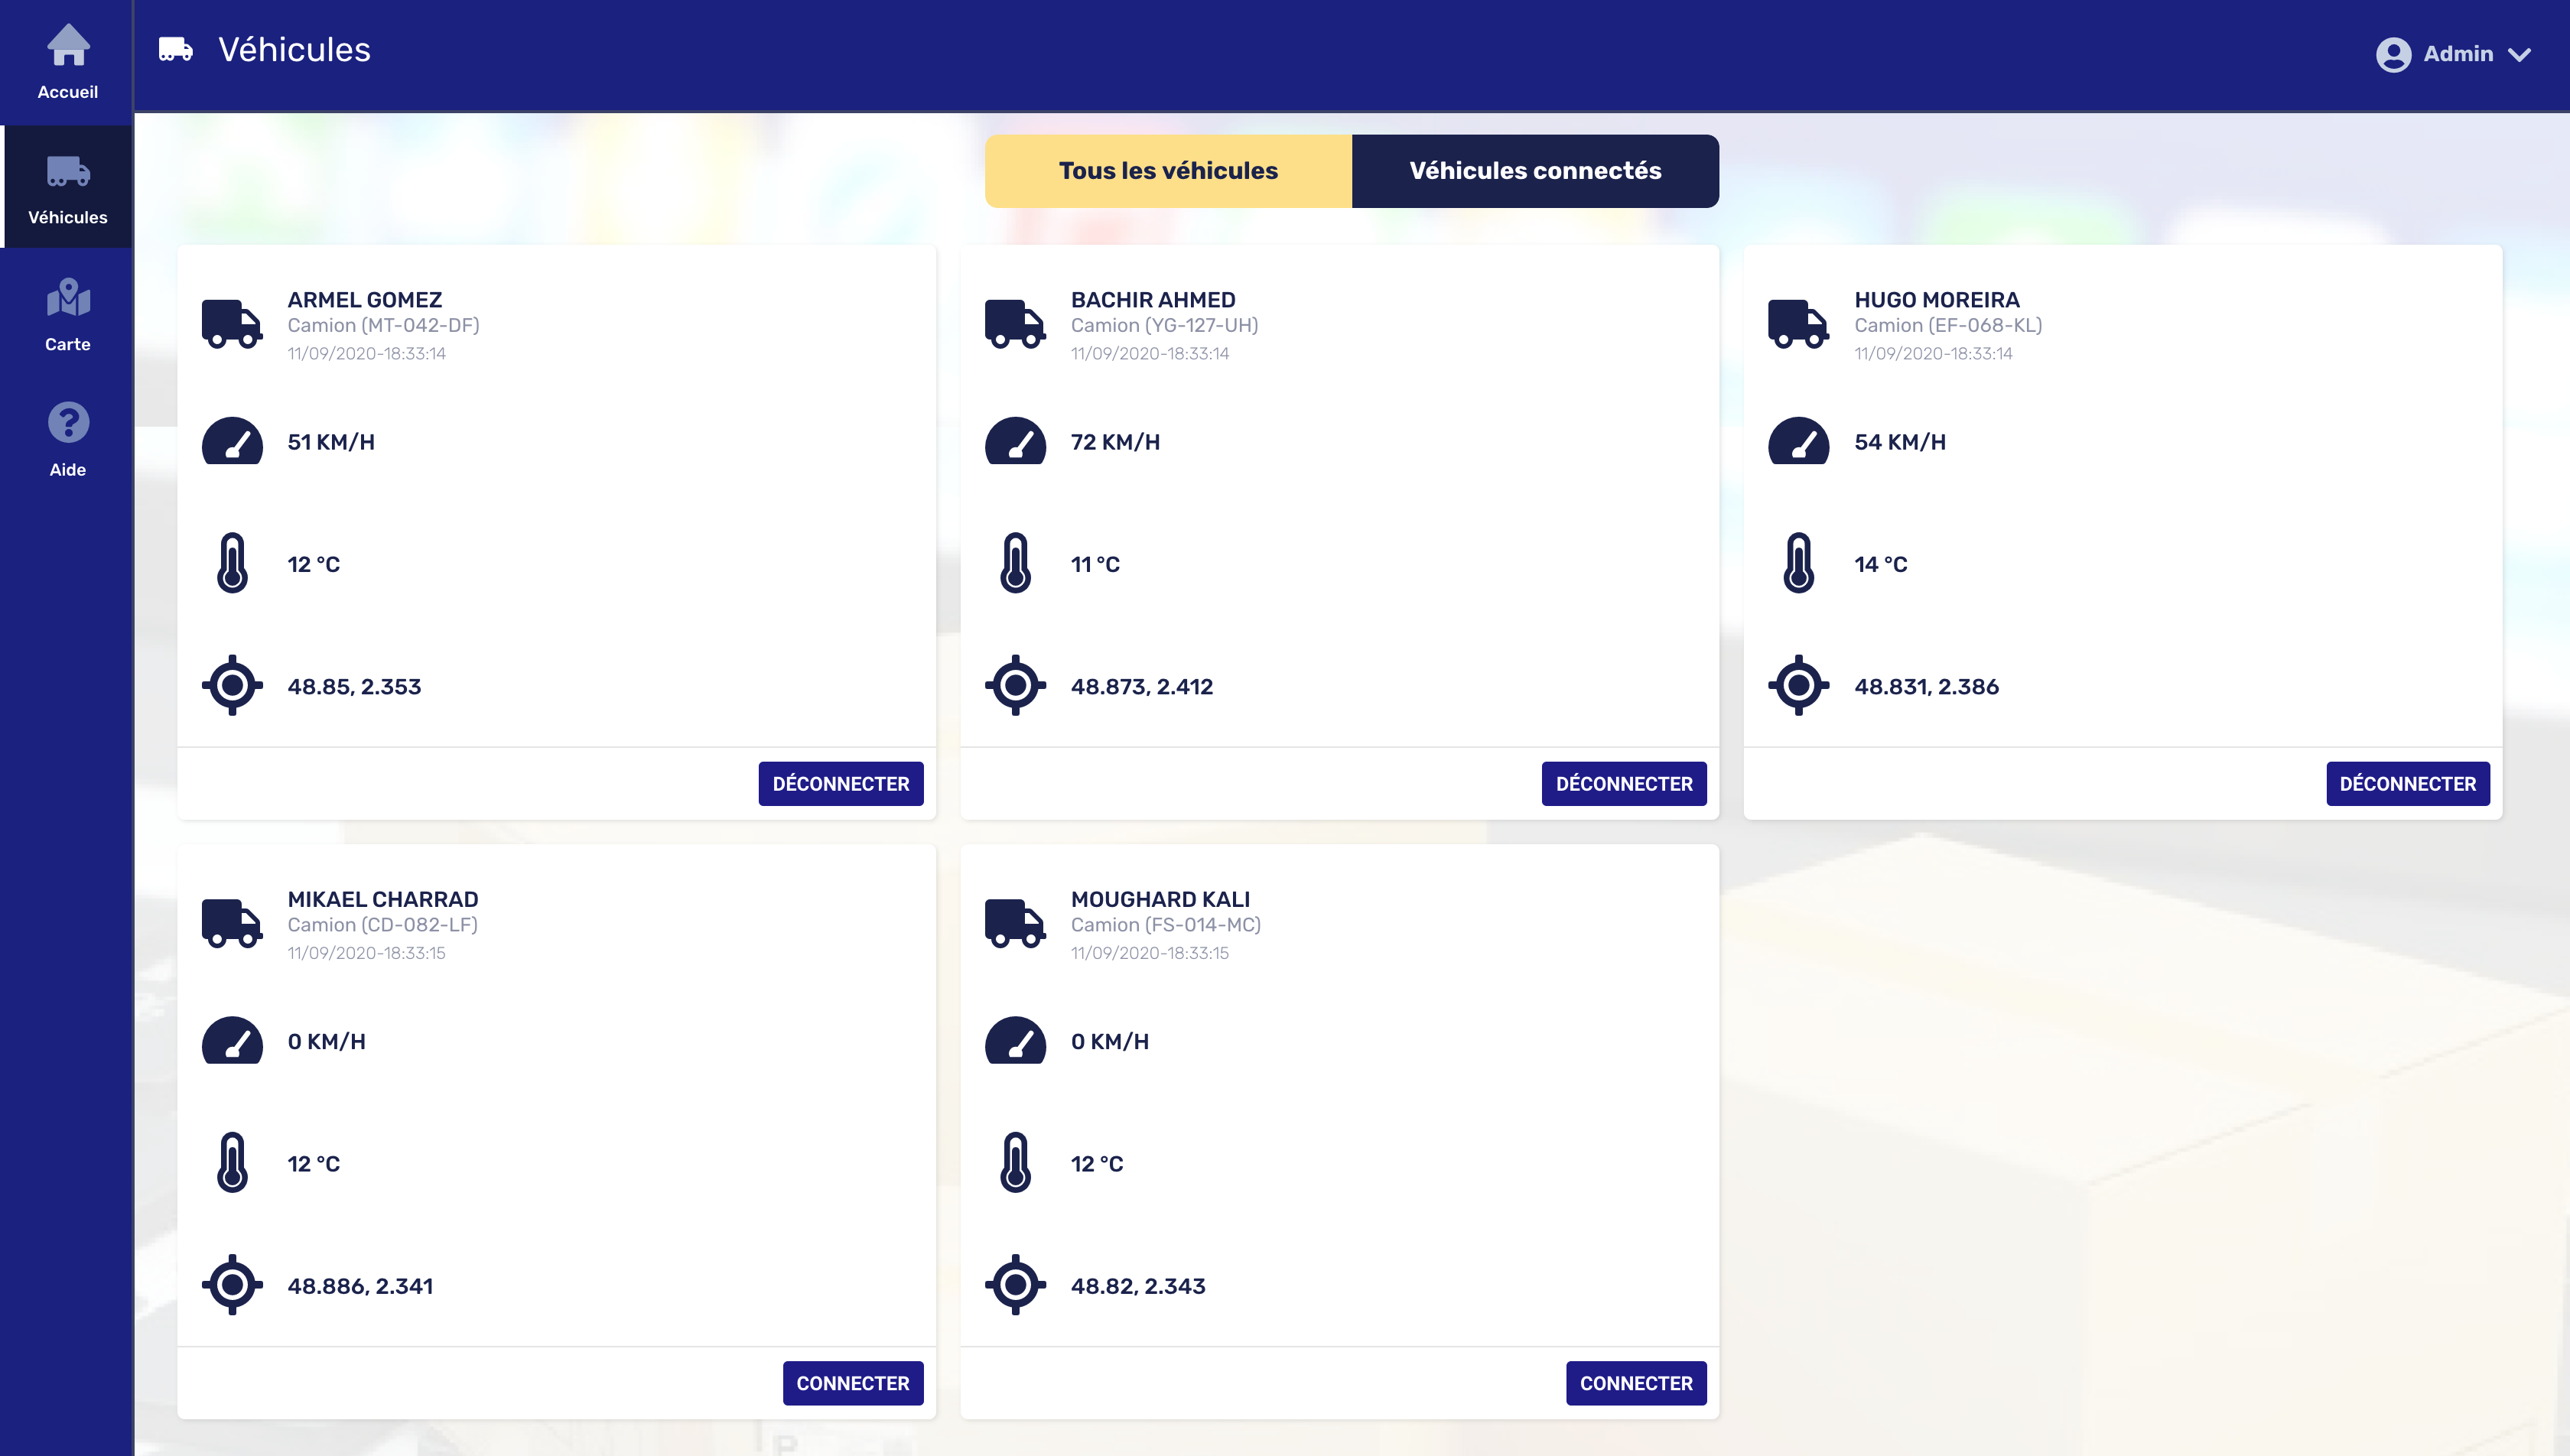 Accueil
Véhicules
Carte
Aide
Véhicules
Admin
Tous les véhicules
Véhicules connectés
ARMEL GOMEZ
Camion (MT-042-DF)
11/09/2020-18:33:14
51 KM/H
12 °C
48.85, 2.353
DÉCONNECTER
BACHIR AHMED
Camion (YG-127-UH)
11/09/2020-18:33:14
72 KM/H
11 °C
48.873, 2.412
DÉCONNECTER
HUGO MOREIRA
Camion (EF-068-KL)
11/09/2020-18:33:14
54 KM/H
14 °C
48.831, 2.386
DÉCONNECTER
MIKAEL CHARRAD
Camion (CD-082-LF)
11/09/2020-18:33:15
0 KM/H
12 °C
48.886, 2.341
CONNECTER
MOUGHARD KALI
Camion (FS-014-MC)
11/09/2020-18:33:15
0 KM/H
12 °C
48.82, 2.343
CONNECTER